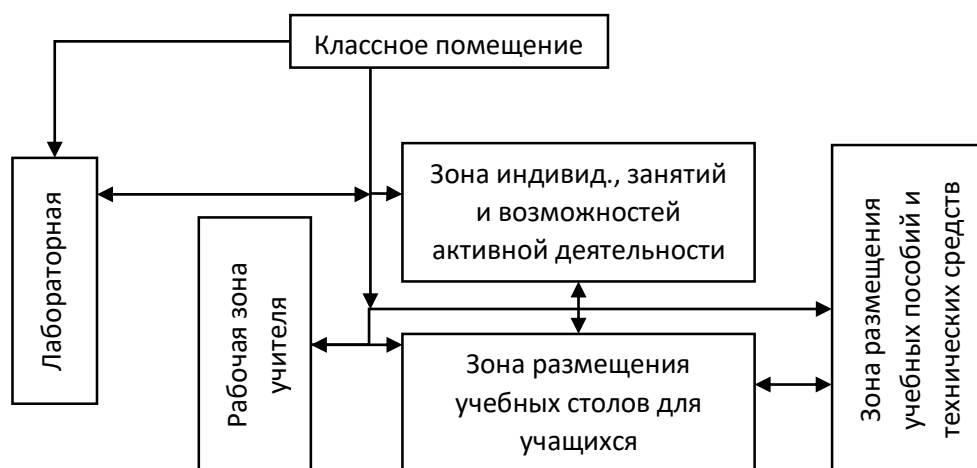 Классное помещение
Лабораторная
Зона индивид., занятий
и возможностей
активной деятельности
Рабочая зона
учителя
Зона размещения
учебных столов для
учащихся
Зона размещения
учебных пособий и
технических средств